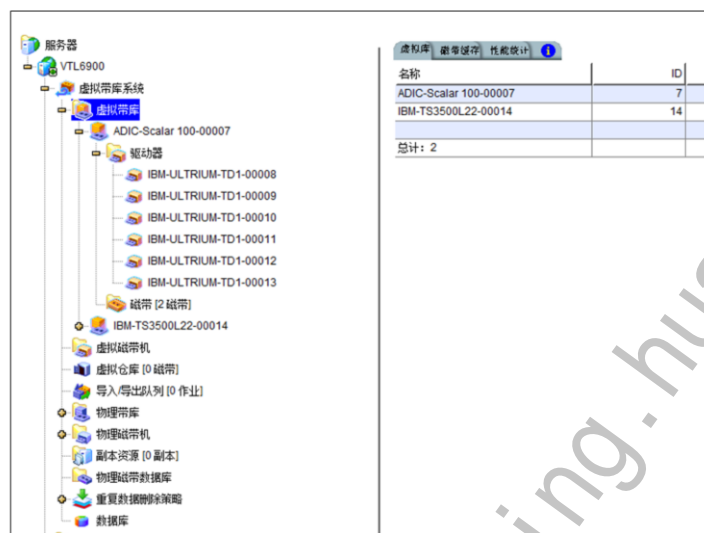 服务器
VTL6900
虚拟带库系统
虚拟带库
ADIC-Scalar 100-00007
驱动器
IBM-ULTRIUM-TD1-00008
IBM-ULTRIUM-TD1-00009
IBM-ULTRIUM-TD1-00010
IBM-ULTRIUM-TD1-00011
IBM-ULTRIUM-TD1-00012
IBM-ULTRIUM-TD1-00013
磁带 [2 磁带]
IBM-TS3500L22-00014
虚拟磁带机
虚拟仓库 [0 磁带]
导入/导出队列 [0 作业]
物理带库
物理磁带机
副本资源 [0 副本]
物理磁带数据库
重复数据删除策略
数据库
虚拟库 磁带缓存 性能统计
名称 ID
ADIC-Scalar 100-00007 7
IBM-TS3500L22-00014 14
总计：2
ing.hu